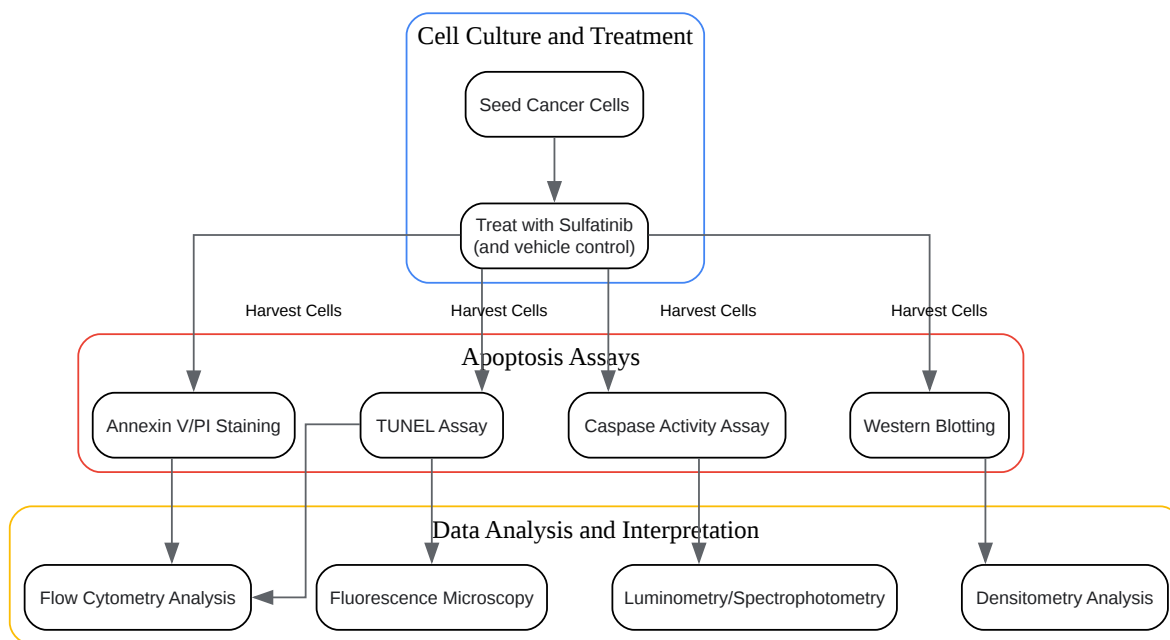 Cell Culture and Treatment
Seed Cancer Cells
Treat with Sulfatinib
(and vehicle control)
Harvest Cells
Harvest Cells
Harvest Cells
Harvest Cells
Apoptosis Assays
Annexin V/PI Staining
TUNEL Assay
Caspase Activity Assay
Western Blotting
Data Analysis and Interpretation
Flow Cytometry Analysis
Fluorescence Microscopy
Luminometry/Spectrophotometry
Densitometry Analysis